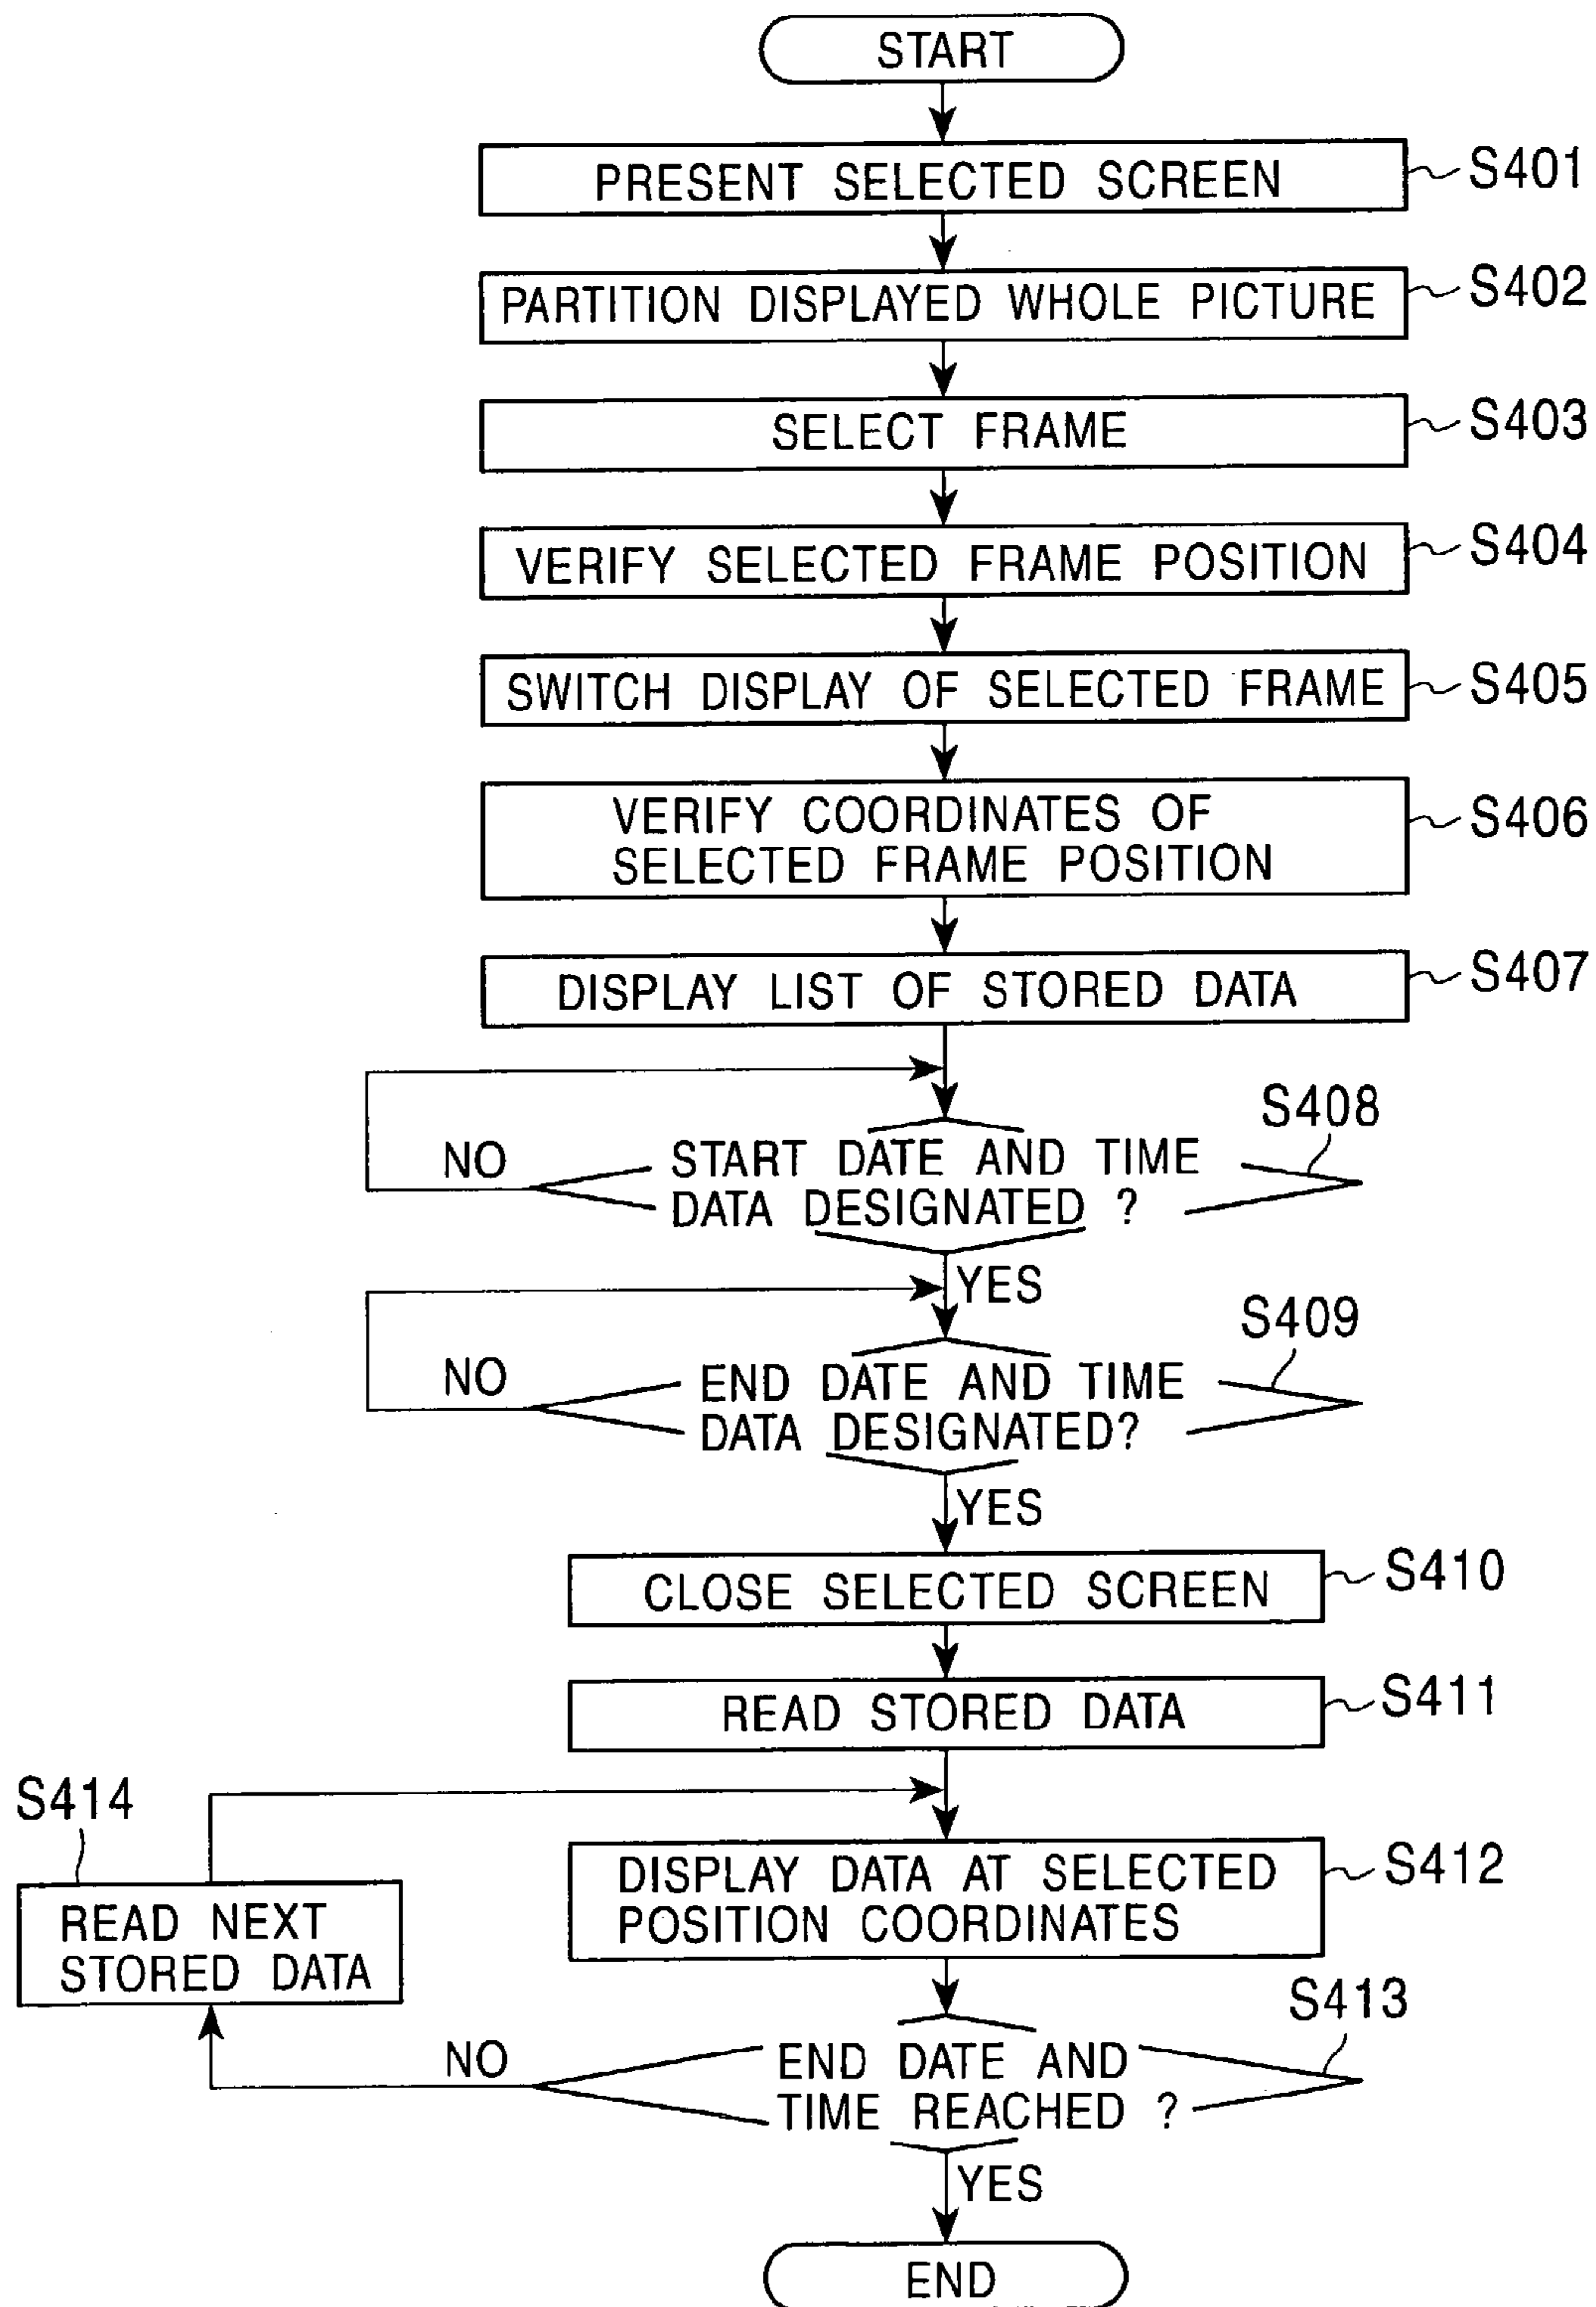 START
PRESENT SELECTED SCREEN
S401
PARTITION DISPLAYED WHOLE PICTURE
S402
SELECT FRAME
S403
VERIFY SELECTED FRAME POSITION
S404
SWITCH DISPLAY OF SELECTED FRAME
S405
VERIFY COORDINATES OF
SELECTED FRAME POSITION
S406
DISPLAY LIST OF STORED DATA
S407
S408
NO
START DATE AND TIME
DATA DESIGNATED ?
YES
S409
NO
END DATE AND TIME
DATA DESIGNATED?
YES
CLOSE SELECTED SCREEN
S410
READ STORED DATA
S411
S414
READ NEXT
STORED DATA
DISPLAY DATA AT SELECTED
POSITION COORDINATES
S412
S413
NO
END DATE AND
TIME REACHED ?
YES
END